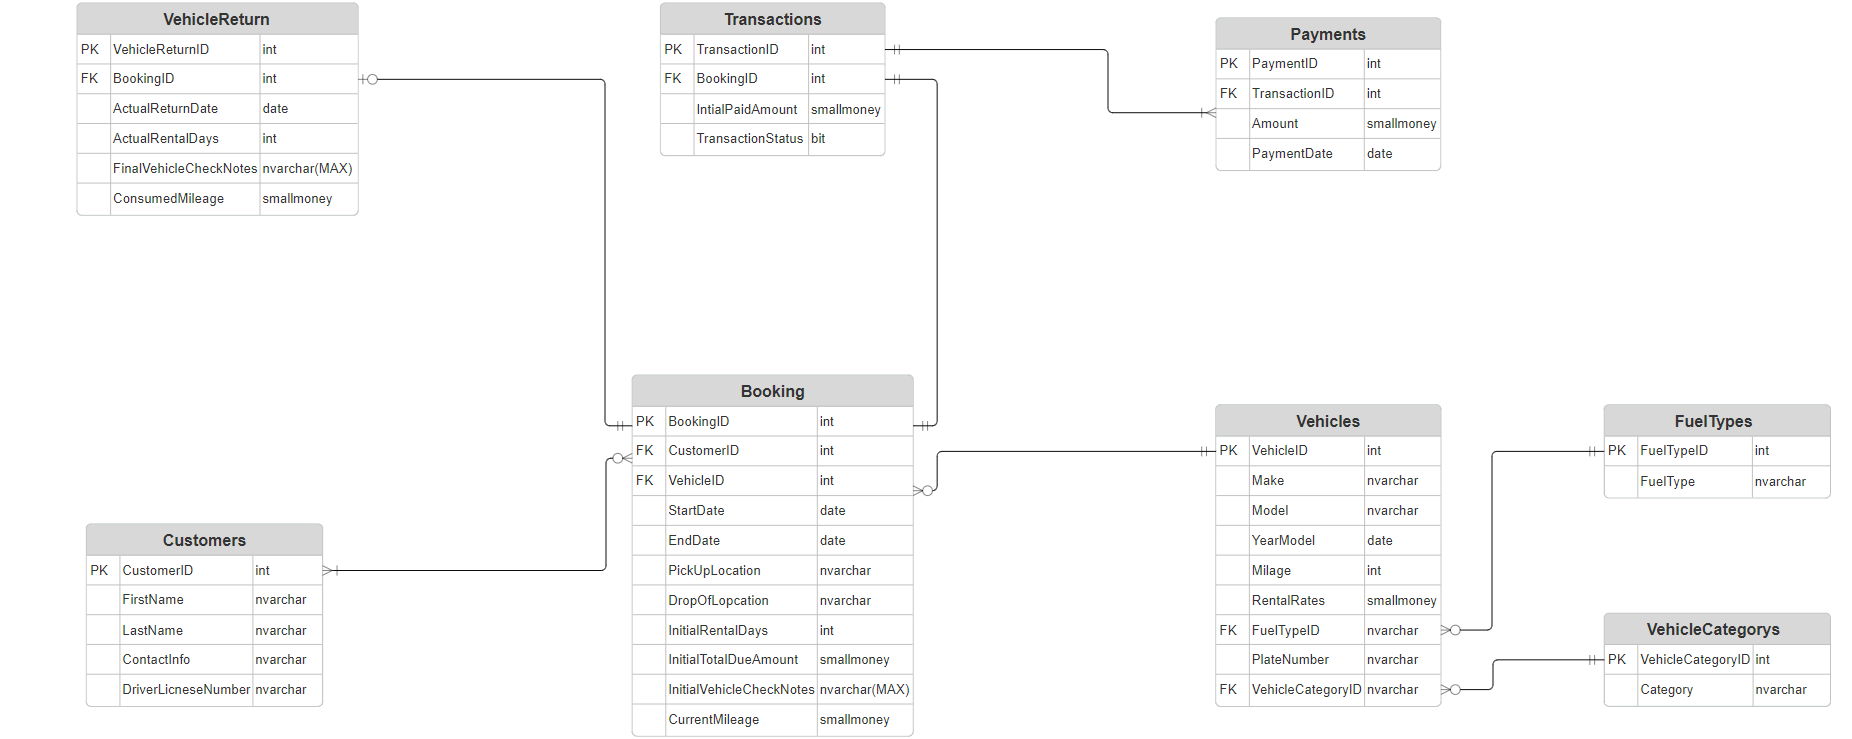 VehicleReturn
PK VehicleReturnID int
FK BookingID int
ActualReturnDate date
ActualRentalDays int
FinalVehicleCheckNotes nvarchar(MAX)
ConsumedMileage smallmoney
Transactions
PK TransactionID int
FK BookingID int
IntialPaidAmount smallmoney
TransactionStatus bit
Payments
PK PaymentID int
FK TransactionID int
Amount smallmoney
PaymentDate date
Booking
PK BookingID int
FK CustomerID int
FK VehicleID int
StartDate date
EndDate date
PickUpLocation nvarchar
DropOfLopcation nvarchar
InitialRentalDays int
InitialTotalDueAmount smallmoney
InitialVehicleCheckNotes nvarchar(MAX)
CurrentMileage smallmoney
Customers
PK CustomerID int
FirstName nvarchar
LastName nvarchar
ContactInfo nvarchar
DriverLicneseNumber nvarchar
Vehicles
PK VehicleID int
Make nvarchar
Model nvarchar
YearModel date
Milage int
RentalRates smallmoney
FK FuelTypeID nvarchar
PlateNumber nvarchar
FK VehicleCategoryID nvarchar
FuelTypes
PK FuelTypeID int
FuelType nvarchar
VehicleCategorys
PK VehicleCategoryID int
Category nvarchar